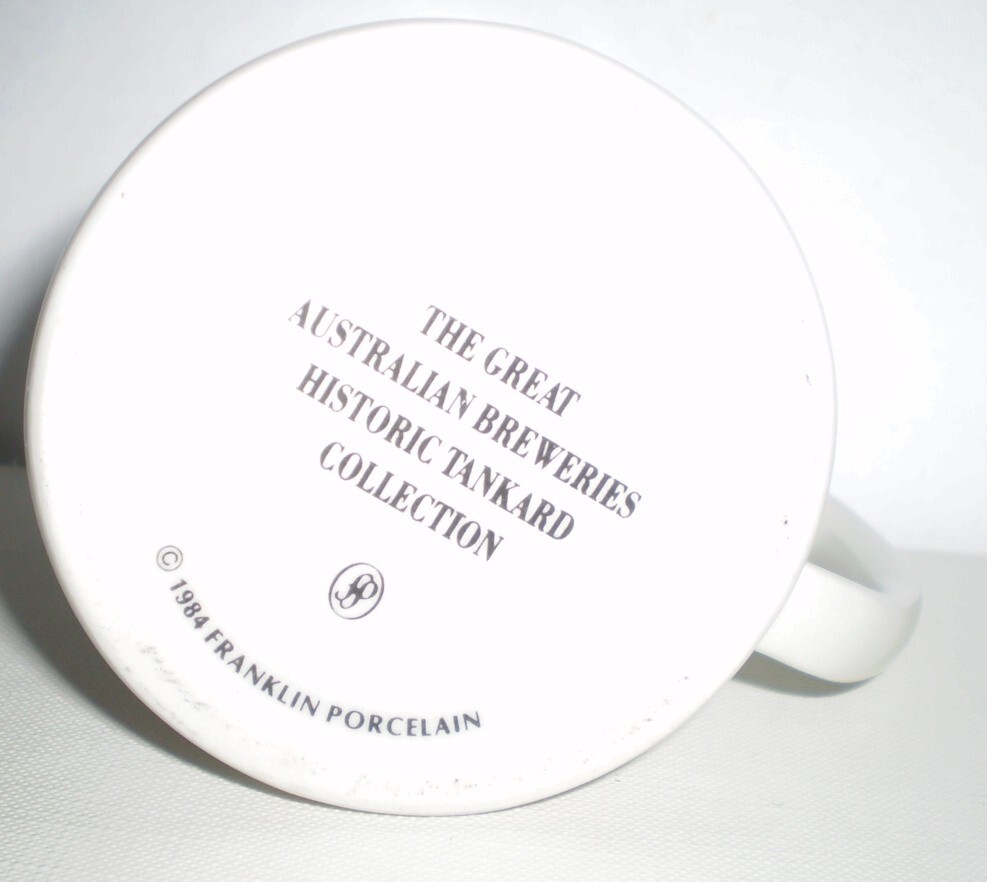 THE GREAT
AUSTRALIAN BREWERIES
HISTORIC TANKARD
COLLECTION
© 1984 FRANKLIN PORCELAIN